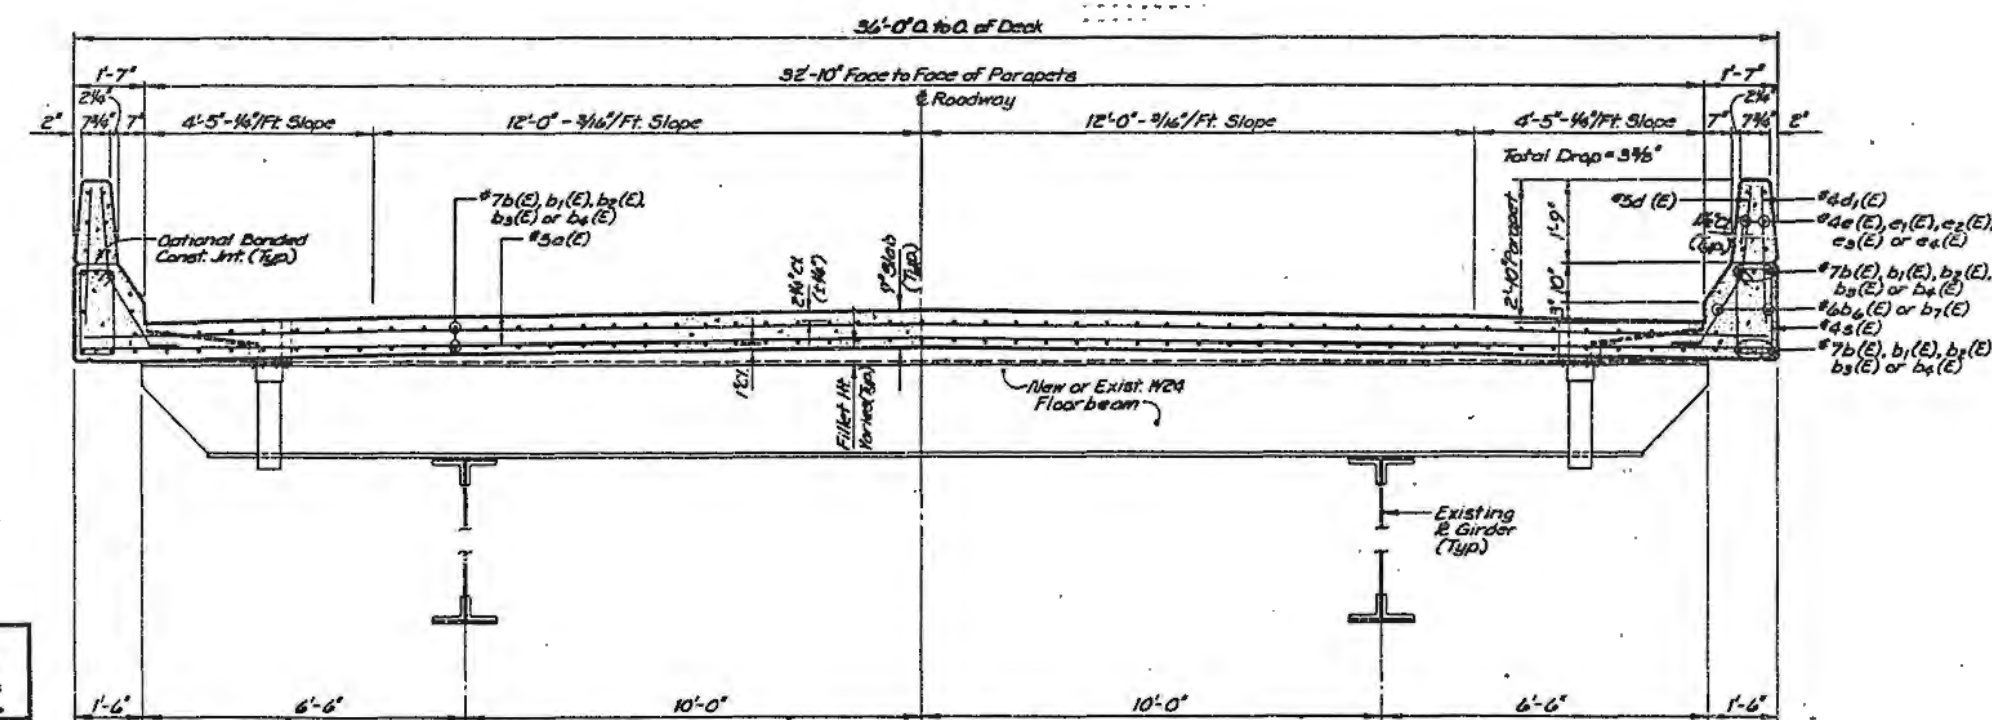 36'-0" O. to O. of Deck
1'-7"
32'-10" Face to Face of Parapets
1'-7"
2¼"
℄ Roadway
2¼"
2"
7¾"
7"
4'-5"-¼"/Ft. Slope
12'-0" - 3/16"/Ft. Slope
12'-0" - 3/16"/Ft. Slope
4'-5"-¼"/Ft. Slope
7"
7¾"
2"
Total Drop = 3⅜"
#7b(E), b₁(E), b₂(E),
b₃(E) or b₄(E)
#5a(E)
Optional Bonded
Const. Jnt. (Typ.)
2¼" Cl.
(±¼")
9" Slab
(Typ.)
2'-10" Parapet
1'-9"
10"
3"
#5d (E)
(Typ.)
#4d₁(E)
#4e(E), e₁(E), e₂(E),
e₃(E) or e₄(E)
#7b(E), b₁(E), b₂(E),
b₃(E) or b₄(E)
#6b₆(E) or b₇(E)
#4s(E)
#7b(E), b₁(E), b₂(E)
b₃(E) or b₄(E)
1" Cl.
Fillet Ht.
Varies (Typ.)
New or Exist. W24
Floorbeam
Existing
℄ Girder
(Typ.)
1'-6"
6'-6"
10'-0"
10'-0"
6'-6"
1'-6"